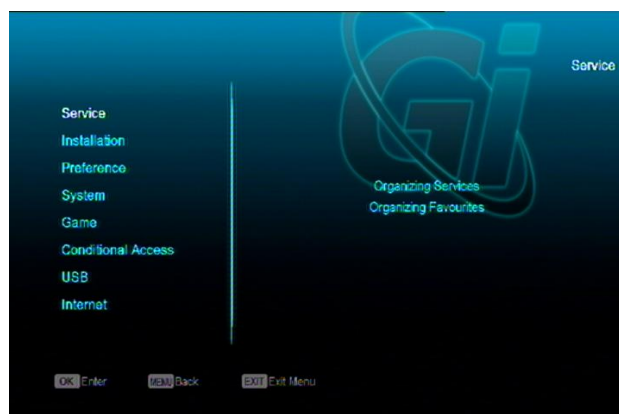 Gi
Service
Service
Installation
Preference
System
Game
Conditional Access
USB
Internet
Organizing Services
Organizing Favourites
OK Enter
MENU Back
EXIT Exit Menu